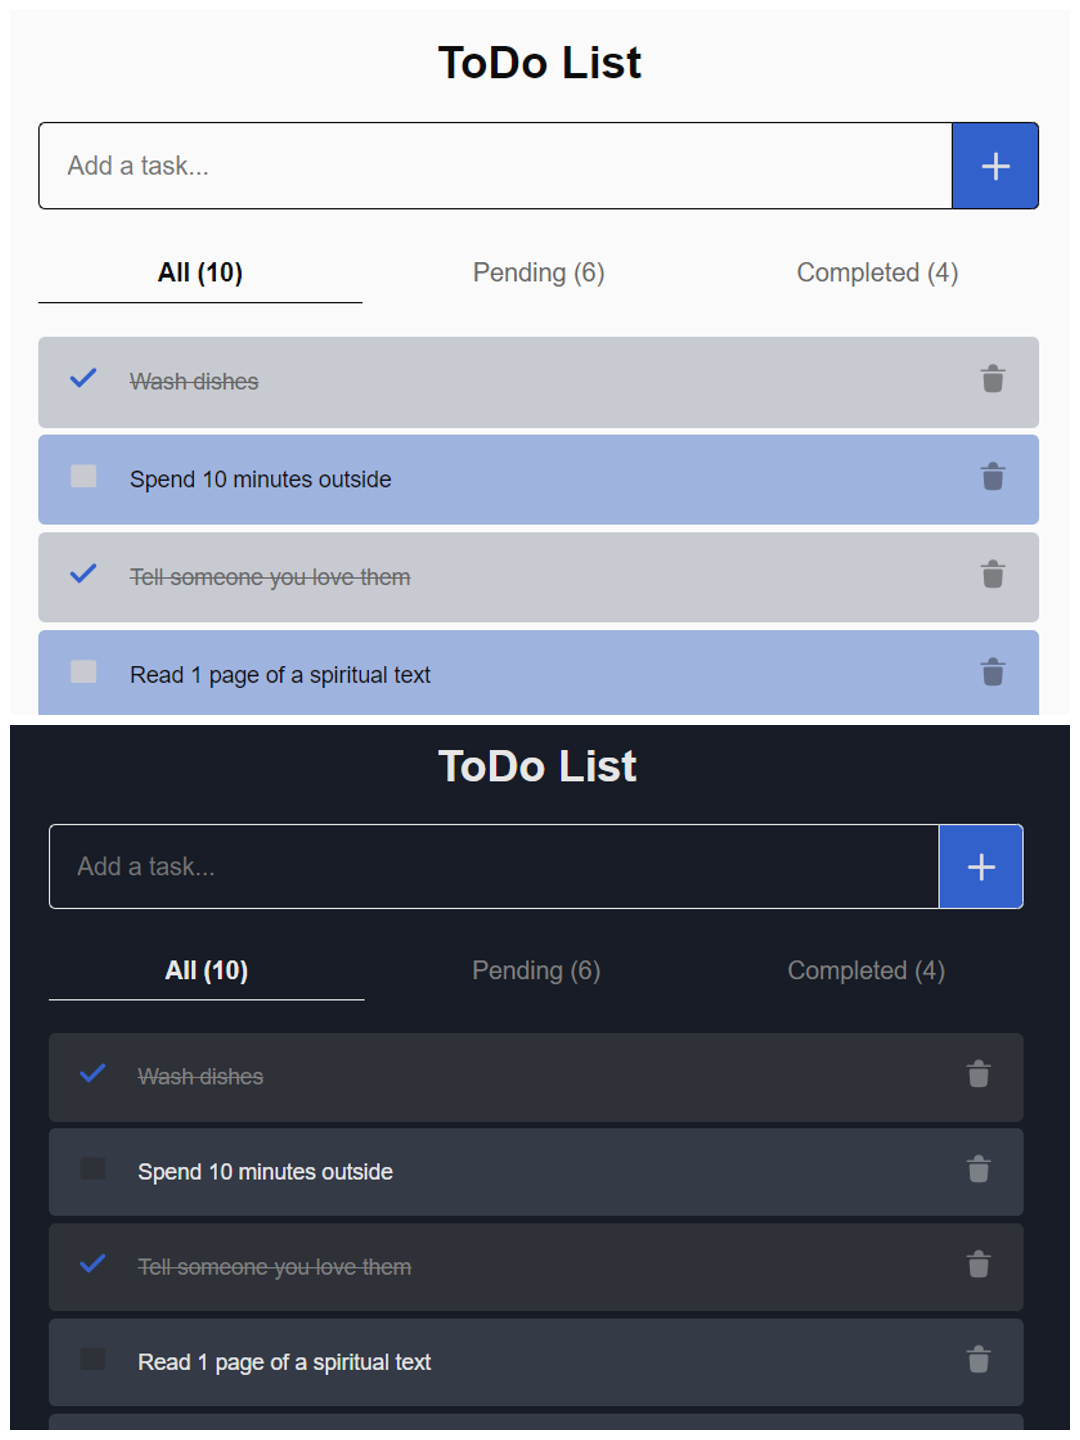 ToDo List
Add a task...
All (10)
Pending (6)
Completed (4)
Wash dishes
Spend 10 minutes outside
Tell someone you love them
Read 1 page of a spiritual text
ToDo List
Add a task...
All (10)
Pending (6)
Completed (4)
Wash dishes
Spend 10 minutes outside
Tell someone you love them
Read 1 page of a spiritual text